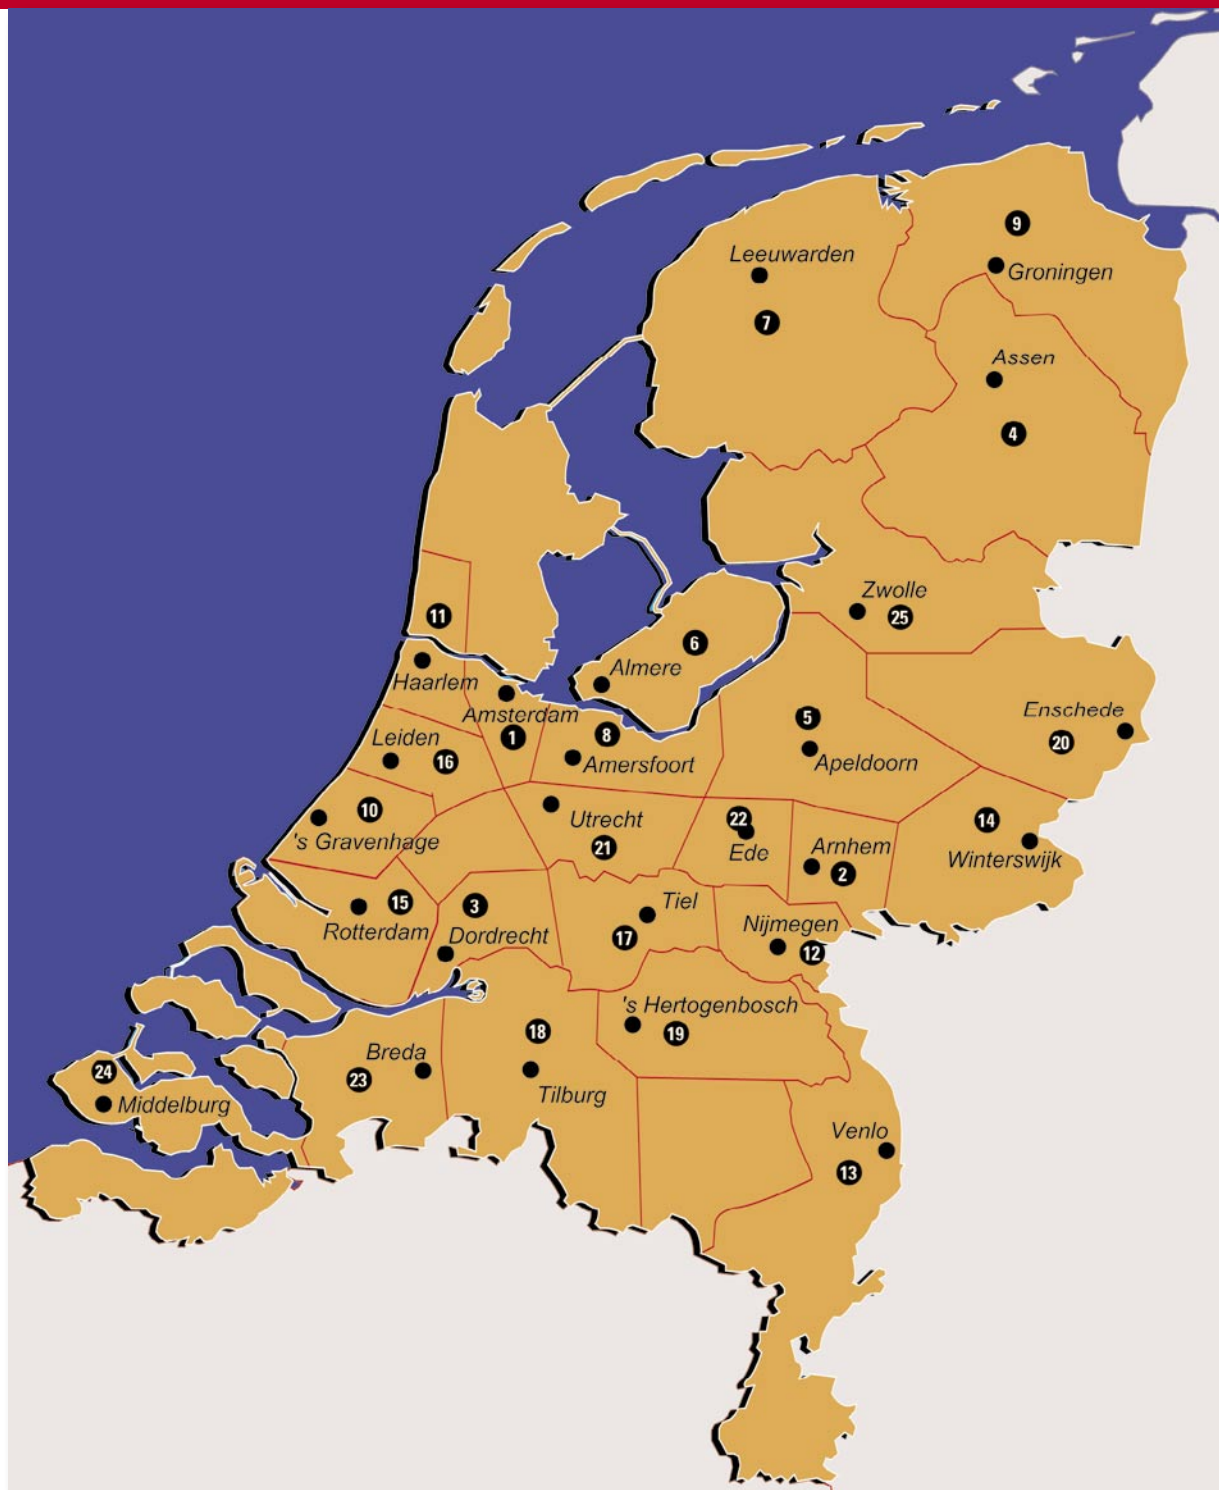 9
Leeuwarden
Groningen
7
Assen
4
Zwolle
25
11
6
Haarlem
Almere
Amsterdam
5
Enschede
20
Leiden
16
1
8
Amersfoort
Apeldoorn
10
's Gravenhage
Utrecht
21
22
Ede
14
Winterswijk
Arnhem
2
15
Rotterdam
3
Dordrecht
Tiel
17
Nijmegen
12
's Hertogenbosch
19
18
Tilburg
Breda
23
24
Middelburg
Venlo
13